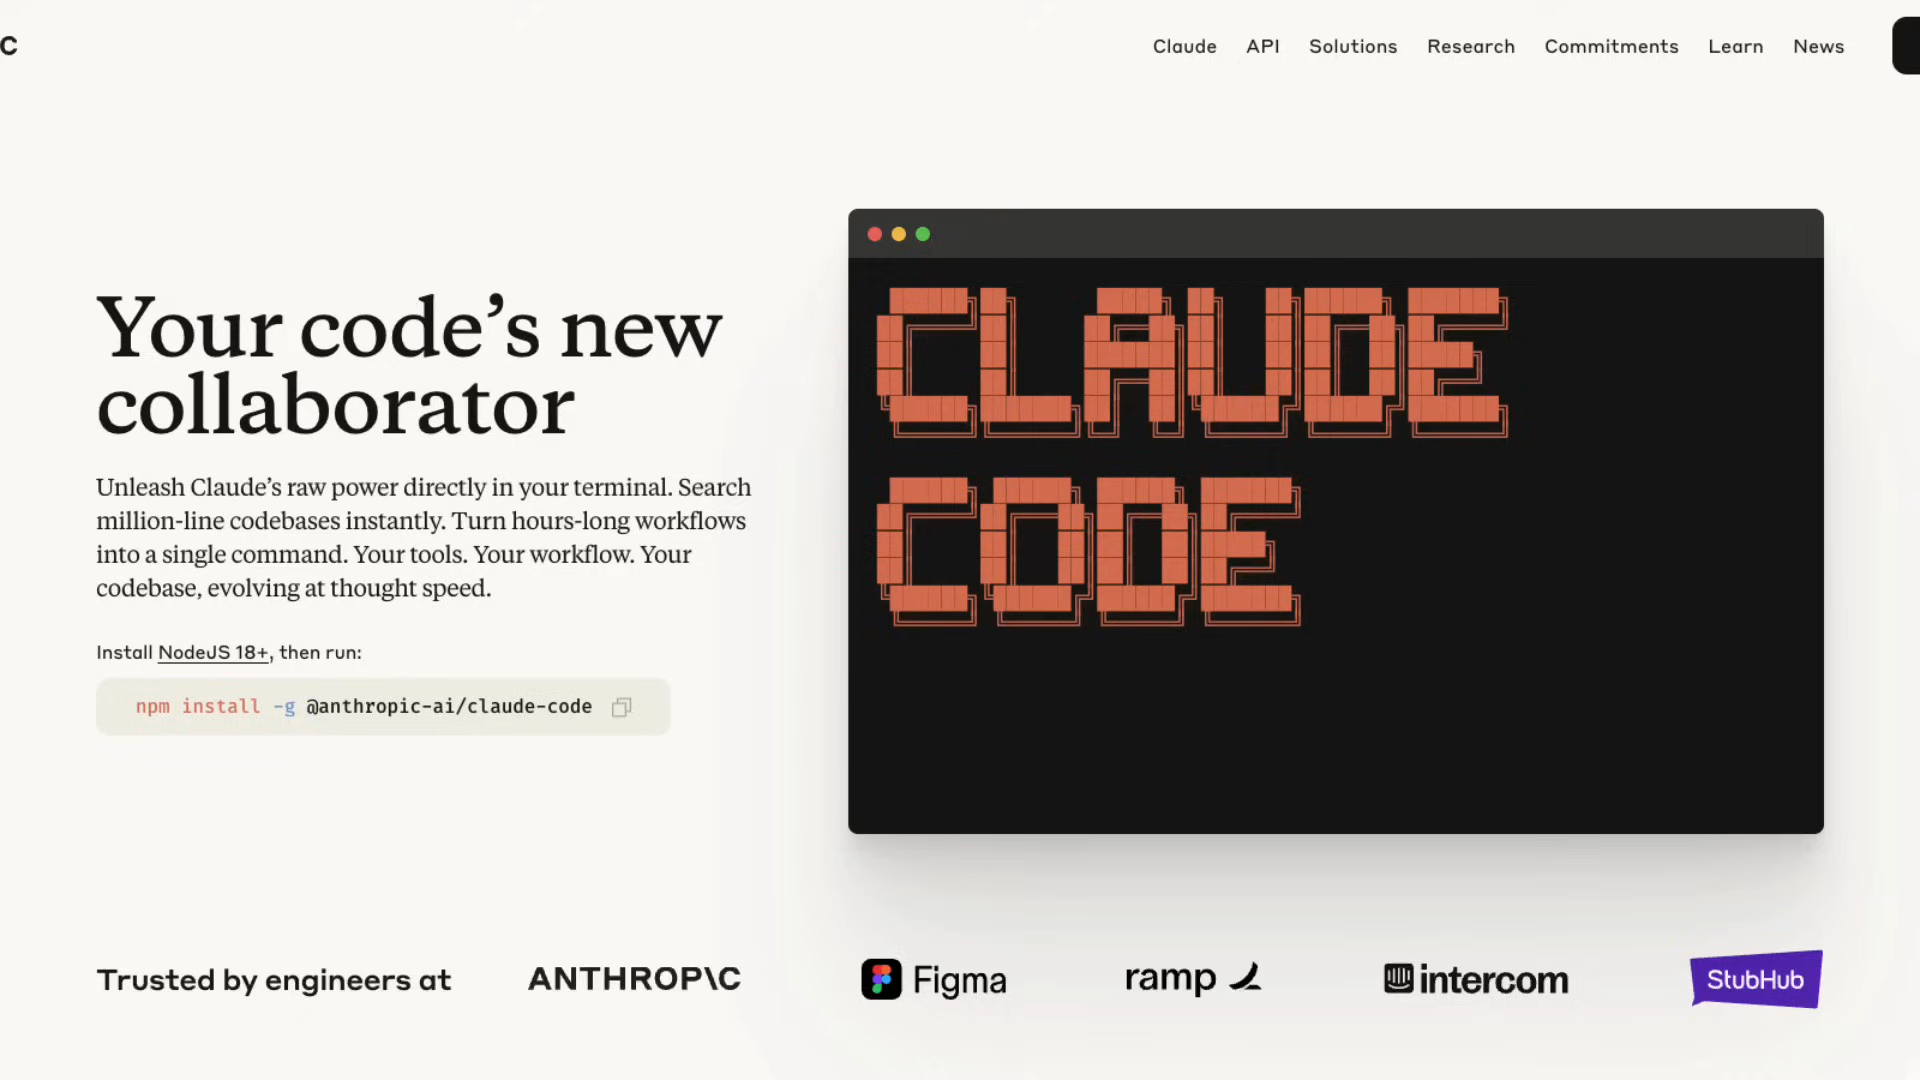 C
Claude API Solutions Research Commitments Learn News
Your code’s new
collaborator
Unleash Claude’s raw power directly in your terminal. Search
million-line codebases instantly. Turn hours-long workflows
into a single command. Your tools. Your workflow. Your
codebase, evolving at thought speed.
Install NodeJS 18+, then run:
npm install -g @anthropic-ai/claude-code
CLAUDE
CODE
Trusted by engineers at
ANTHROP\C
Figma
ramp
intercom
StubHub